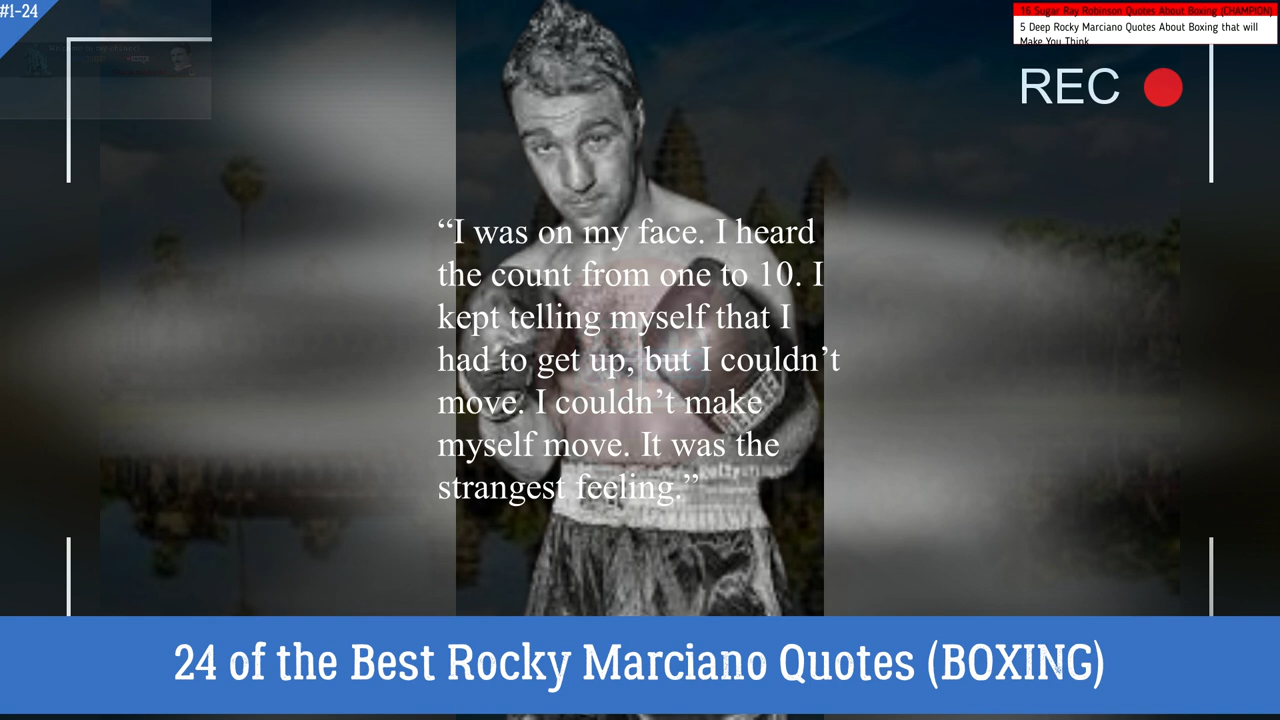 #1-24
16 Sugar Ray Robinson Quotes About Boxing (CHAMPION)
5 Deep Rocky Marciano Quotes About Boxing that will
Make You Think
REC
“I was on my face. I heard
the count from one to 10. I
kept telling myself that I
had to get up, but I couldn’t
move. I couldn’t make
myself move. It was the
strangest feeling.”
24 of the Best Rocky Marciano Quotes (BOXING)